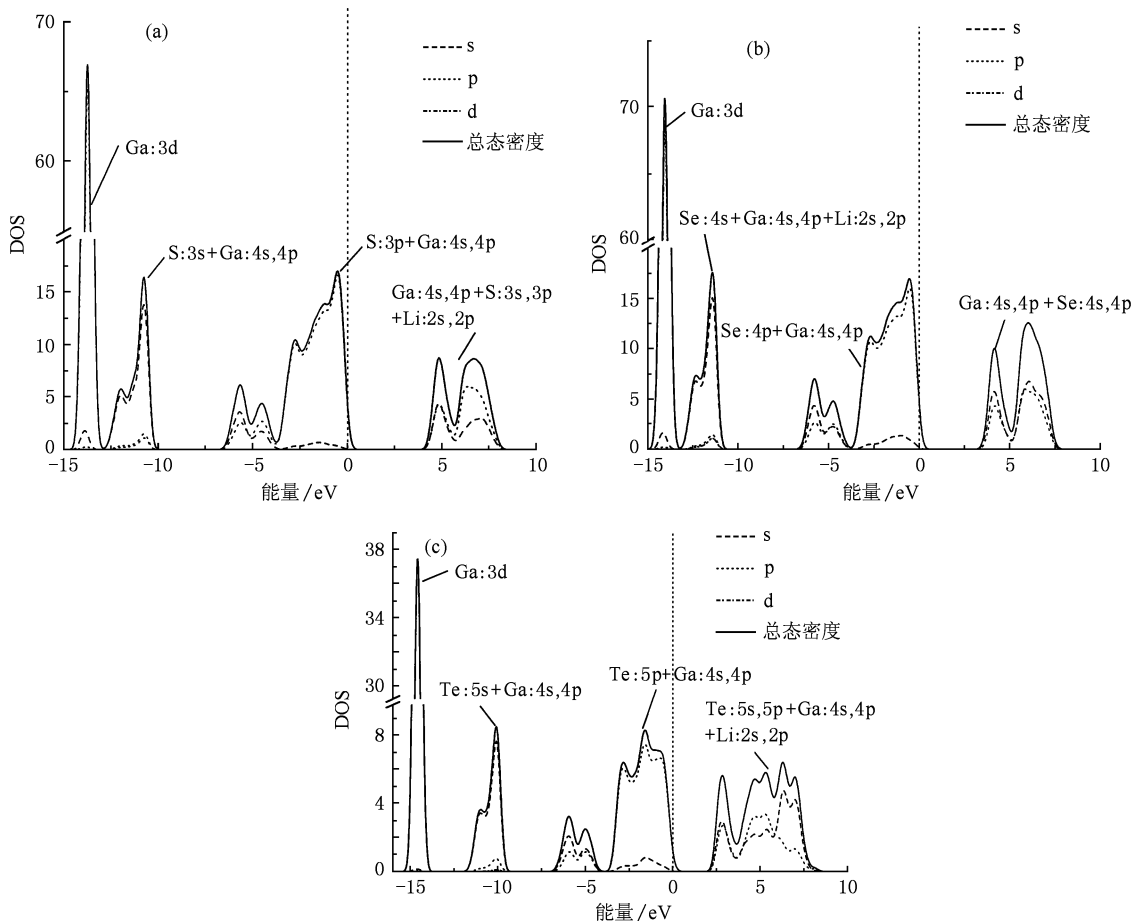 (a)
70
60
15
10
5
0
DOS
-15
-10
-5
0
5
10
能量/eV
s
p
d
总态密度
Ga:3d
S:3s+Ga:4s,4p
S:3p+Ga:4s,4p
Ga:4s,4p+S:3s,3p
+Li:2s,2p
(b)
70
60
15
10
5
0
DOS
-15
-10
-5
0
5
10
能量/eV
s
p
d
总态密度
Ga:3d
Se:4s+Ga:4s,4p+Li:2s,2p
Se:4p+Ga:4s,4p
Ga:4s,4p+Se:4s,4p
(c)
38
34
30
8
4
0
DOS
-15
-10
-5
0
5
10
能量/eV
s
p
d
总态密度
Ga:3d
Te:5s+Ga:4s,4p
Te:5p+Ga:4s,4p
Te:5s,5p+Ga:4s,4p
+Li:2s,2p